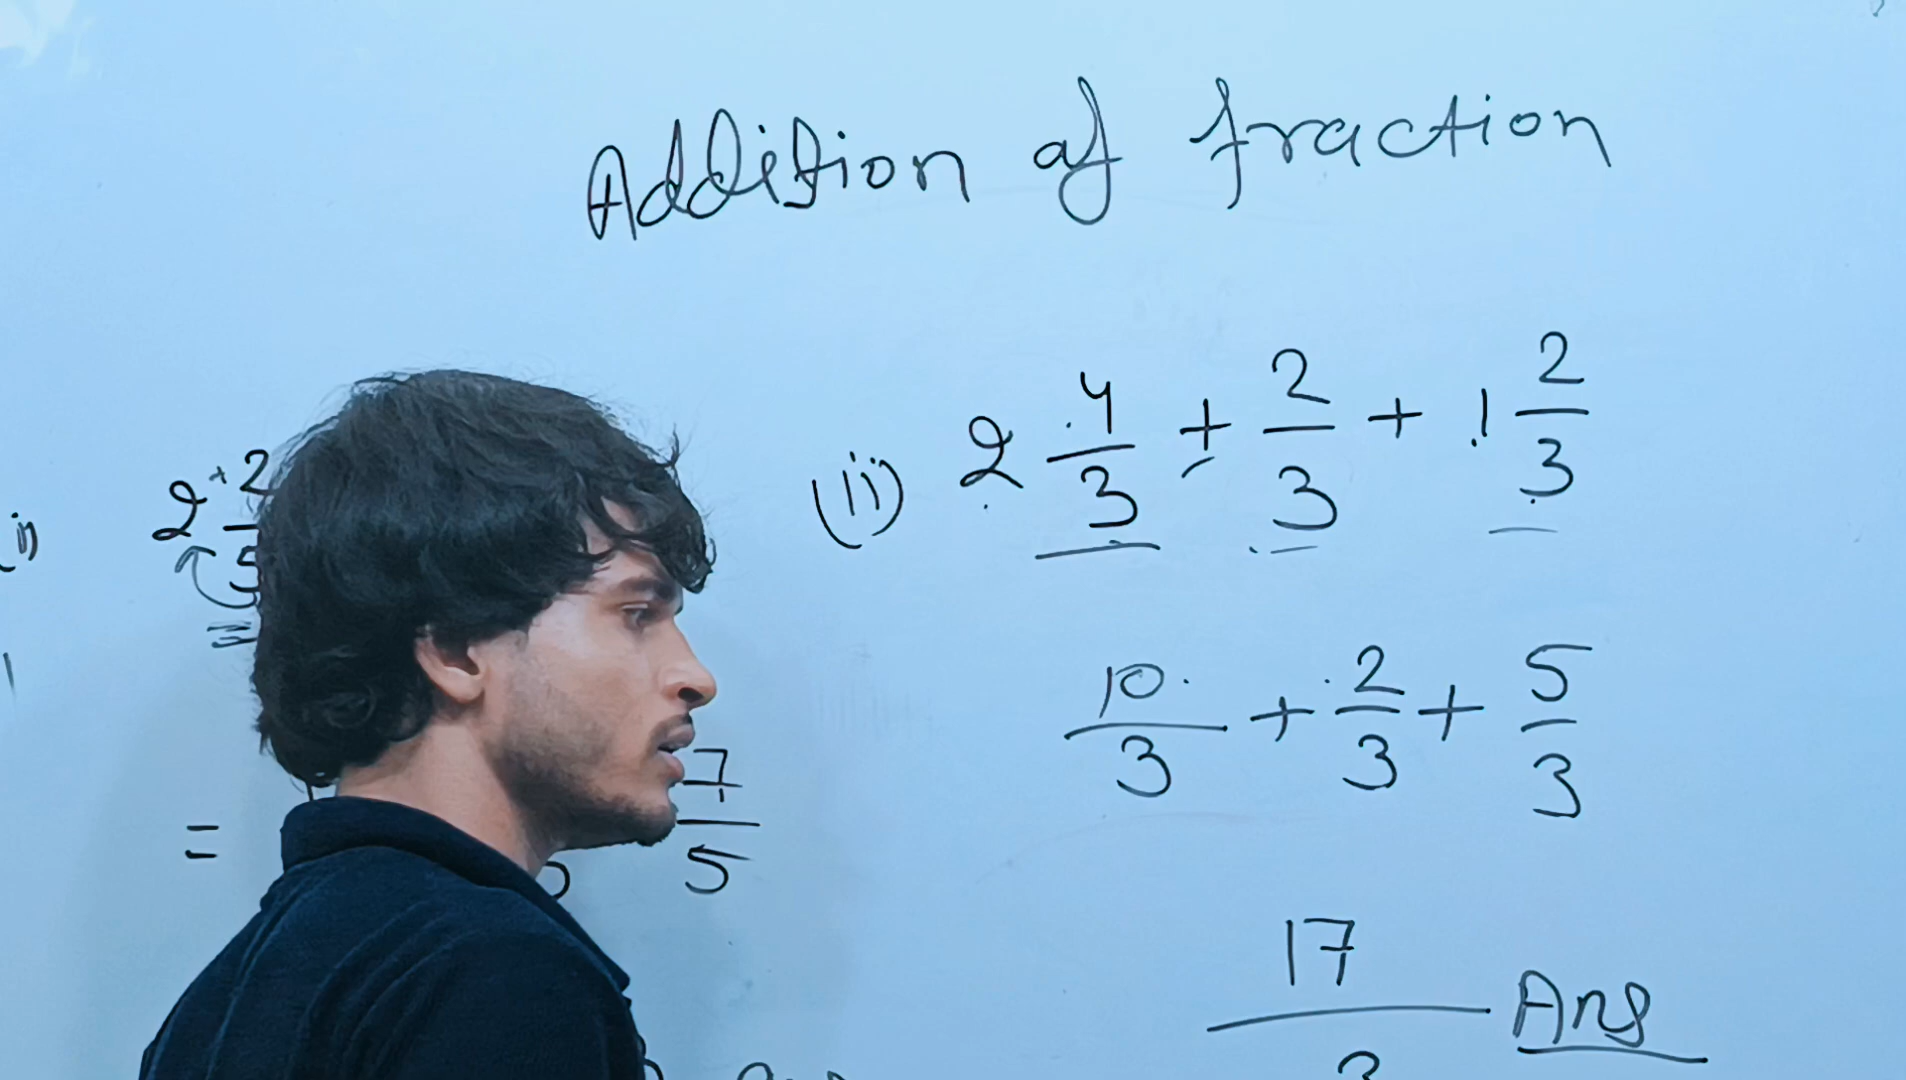 Addition of fraction
(i) 2 2/5
(ii) 2 4/3 + 2/3 + 1 2/3
=
10/3 + 2/3 + 5/3
= 7/5
17/3 Ans